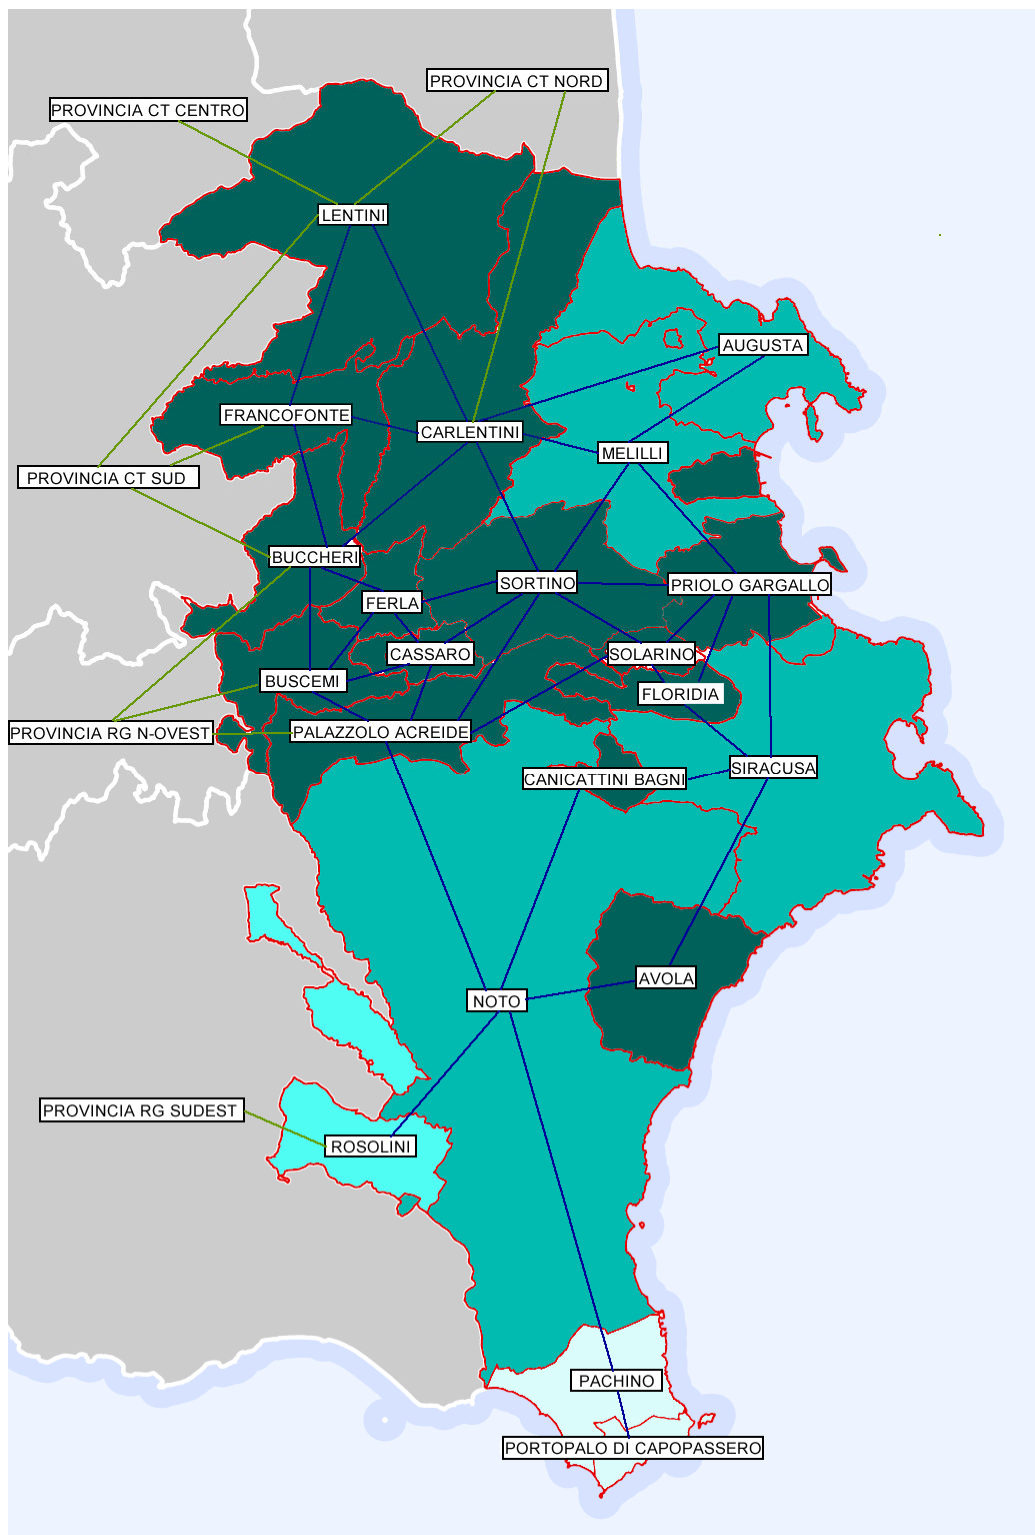 PROVINCIA CT NORD
PROVINCIA CT CENTRO
LENTINI
AUGUSTA
FRANCOFONTE
CARLENTINI
MELILLI
PROVINCIA CT SUD
BUCCHERI
SORTINO
PRIOLO GARGALLO
FERLA
CASSARO
SOLARINO
BUSCEMI
FLORIDIA
PROVINCIA RG N-OVEST
PALAZZOLO ACREIDE
SIRACUSA
CANICATTINI BAGNI
AVOLA
NOTO
PROVINCIA RG SUDEST
ROSOLINI
PACHINO
PORTOPALO DI CAPOPASSERO